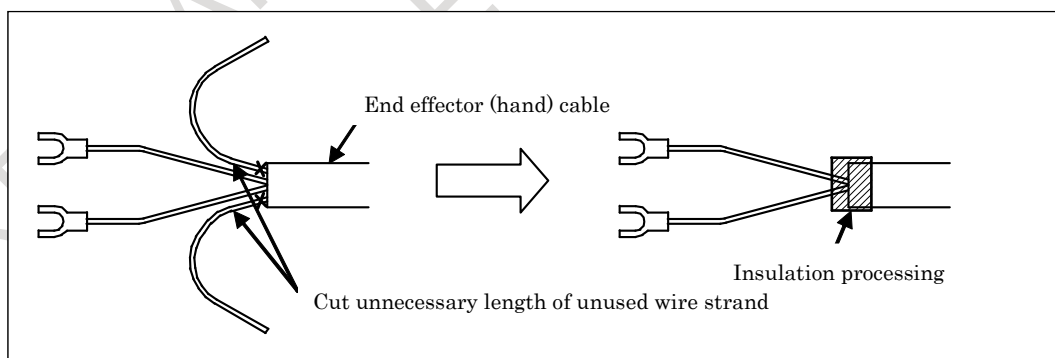 End effector (hand) cable
Insulation processing
Cut unnecessary length of unused wire strand